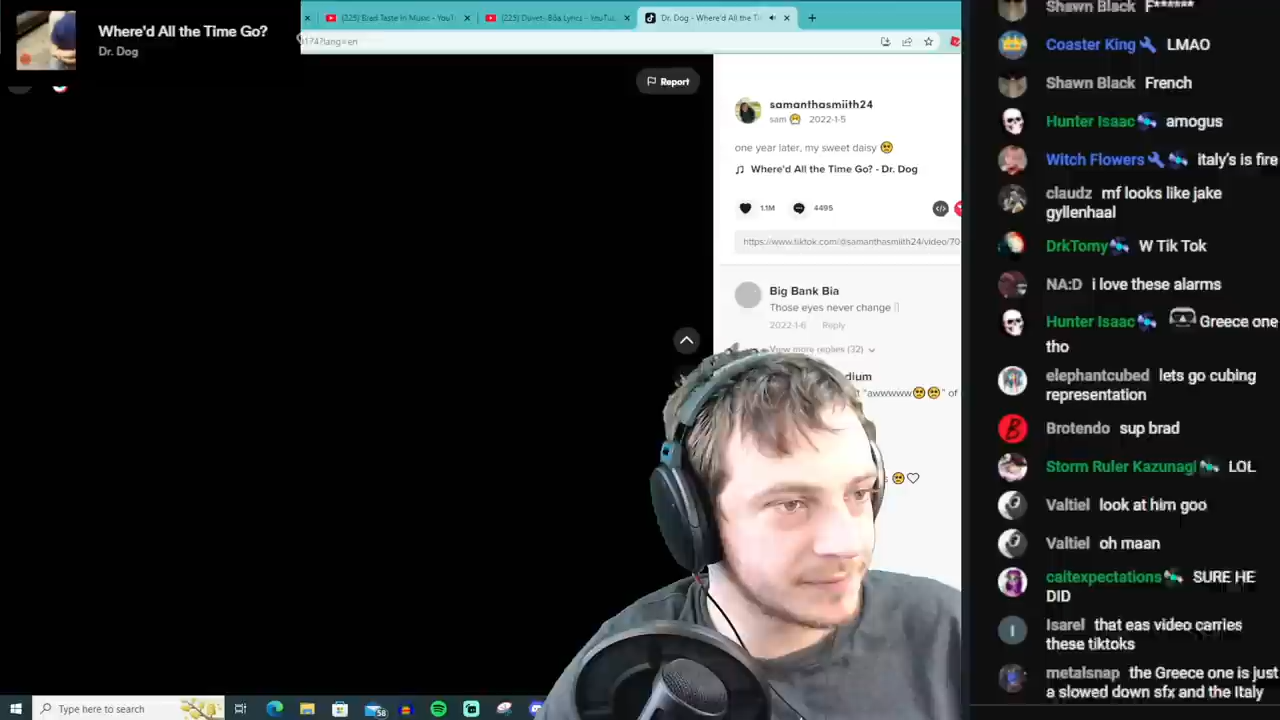 Where'd All the Time Go?
Dr. Dog
(225) Brad Taste In Music - YouT
Dr. Dog - Where'd All the Ti
?lang=en
Report
samanthasmiith24
sam 2022-1-5
one year later, my sweet daisy
Where'd All the Time Go? - Dr. Dog
1.1M 4495
https://www.tiktok.com/@samanthasmiith24/video/70
Big Bank Bia
Those eyes never change
2022-1-6 Reply
View more replies (32)
dium
"awwwww" of
Type here to search
Shawn Black F******
Coaster King LMAO
Shawn Black French
Hunter Isaac amogus
Witch Flowers italy's is fire
claudz mf looks like jake
gyllenhaal
DrkTomy W Tik Tok
NA:D i love these alarms
Hunter Isaac Greece one
tho
elephantcubed lets go cubing
representation
Brotendo sup brad
Storm Ruler Kazunagi LOL
Valtiel look at him goo
Valtiel oh maan
caitexpectations SURE HE
DID
Isarel that eas video carries
these tiktoks
metalsnap the Greece one is just
a slowed down sfx and the Italy